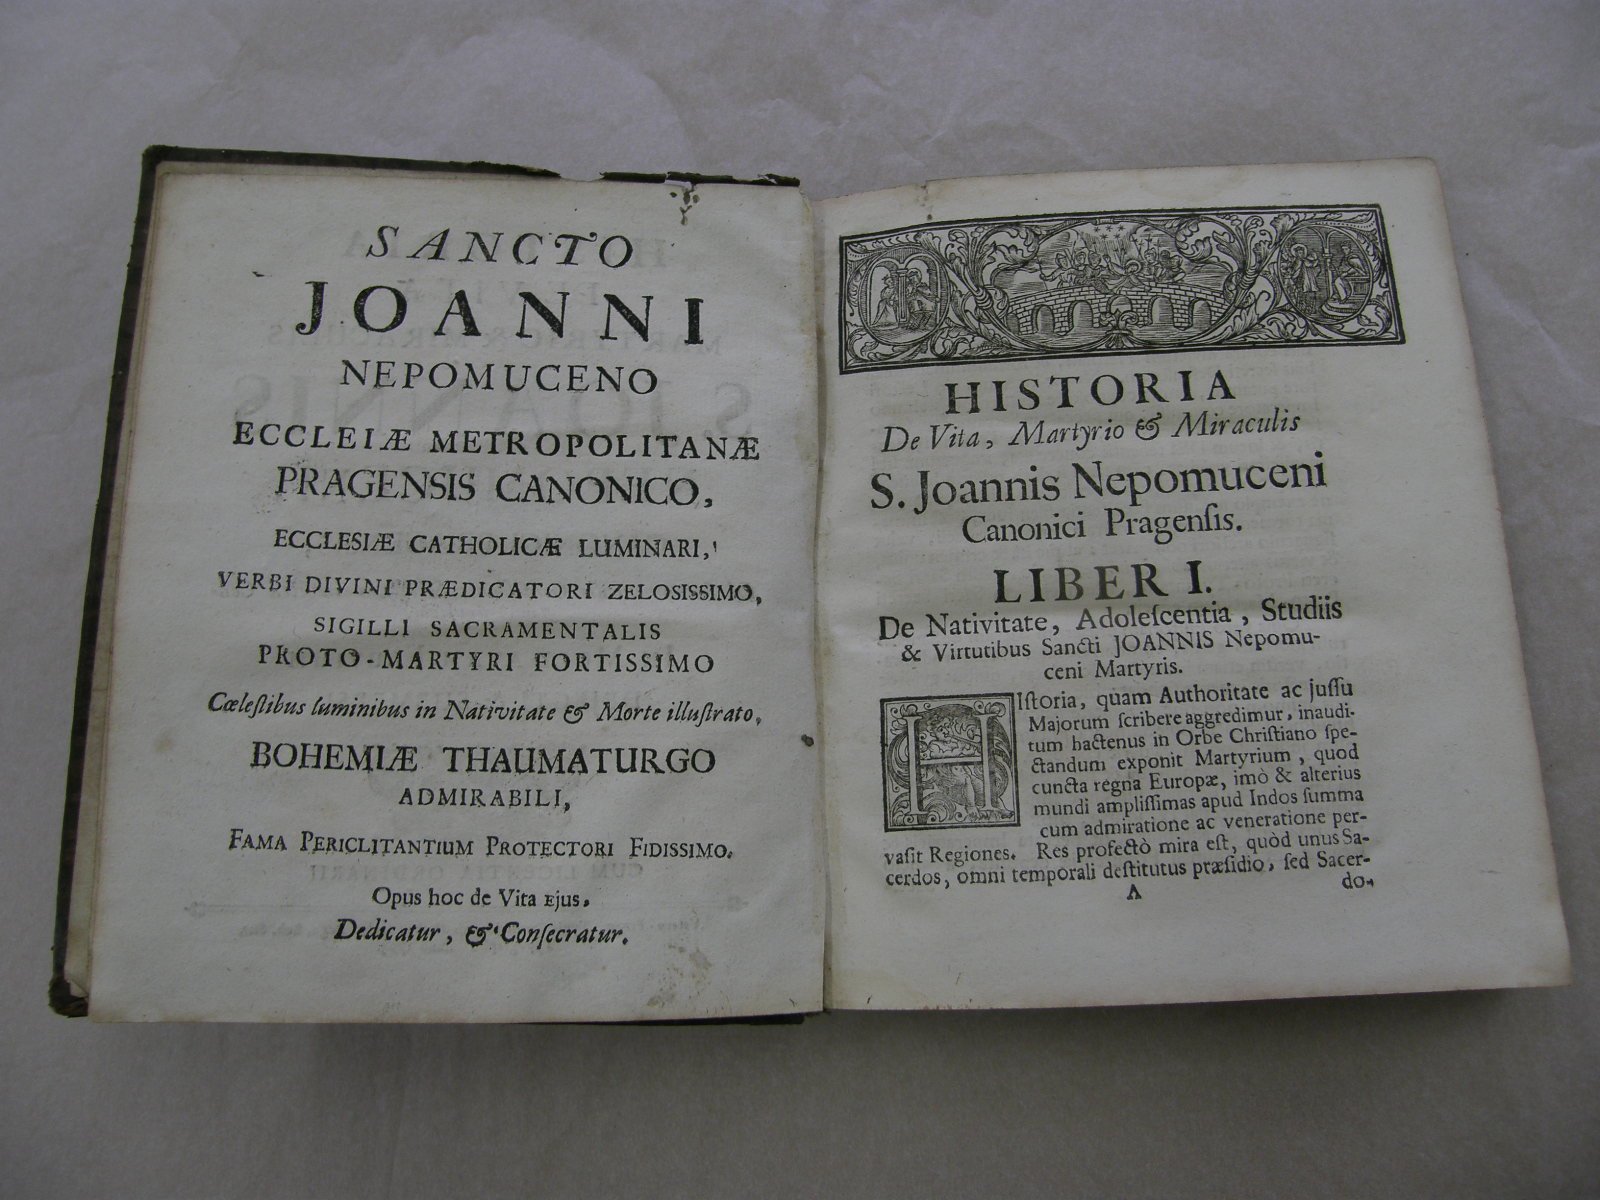 SANCTO
JOANNI
NEPOMUCENO
ECCLEIÆ METROPOLITANÆ
PRAGENSIS CANONICO,
ECCLESIÆ CATHOLICÆ LUMINARI,
VERBI DIVINI PRÆDICATORI ZELOSISSIMO,
SIGILLI SACRAMENTALIS
PROTO-MARTYRI FORTISSIMO
Cœleſtibus luminibus in Nativitate & Morte illuſtrato,
BOHEMIÆ THAUMATURGO
ADMIRABILI,
FAMA PERICLITANTIUM PROTECTORI FIDISSIMO.
Opus hoc de Vita Ejus.
Dedicatur, & Conſecratur.
HISTORIA
De Vita, Martyrio & Miraculis
S. Joannis Nepomuceni
Canonici Pragenſis.
LIBER I.
De Nativitate, Adoleſcentia, Studiis
& Virtutibus Sancti JOANNIS Nepomu-
ceni Martyris.
HIſtoria, quam Authoritate ac juſſu
Majorum ſcribere aggredimur, inaudi-
tum hactenus in Orbe Chriſtiano ſpe-
ctandum exponit Martyrium, quod
cuncta regna Europæ, imò & alterius
mundi ampliſſimas apud Indos ſumma
cum admiratione ac veneratione per-
vaſit Regiones. Res profectò mira eſt, quòd unus Sa-
cerdos, omni temporali deſtitutus præſidio, ſed Sacer-
A do-